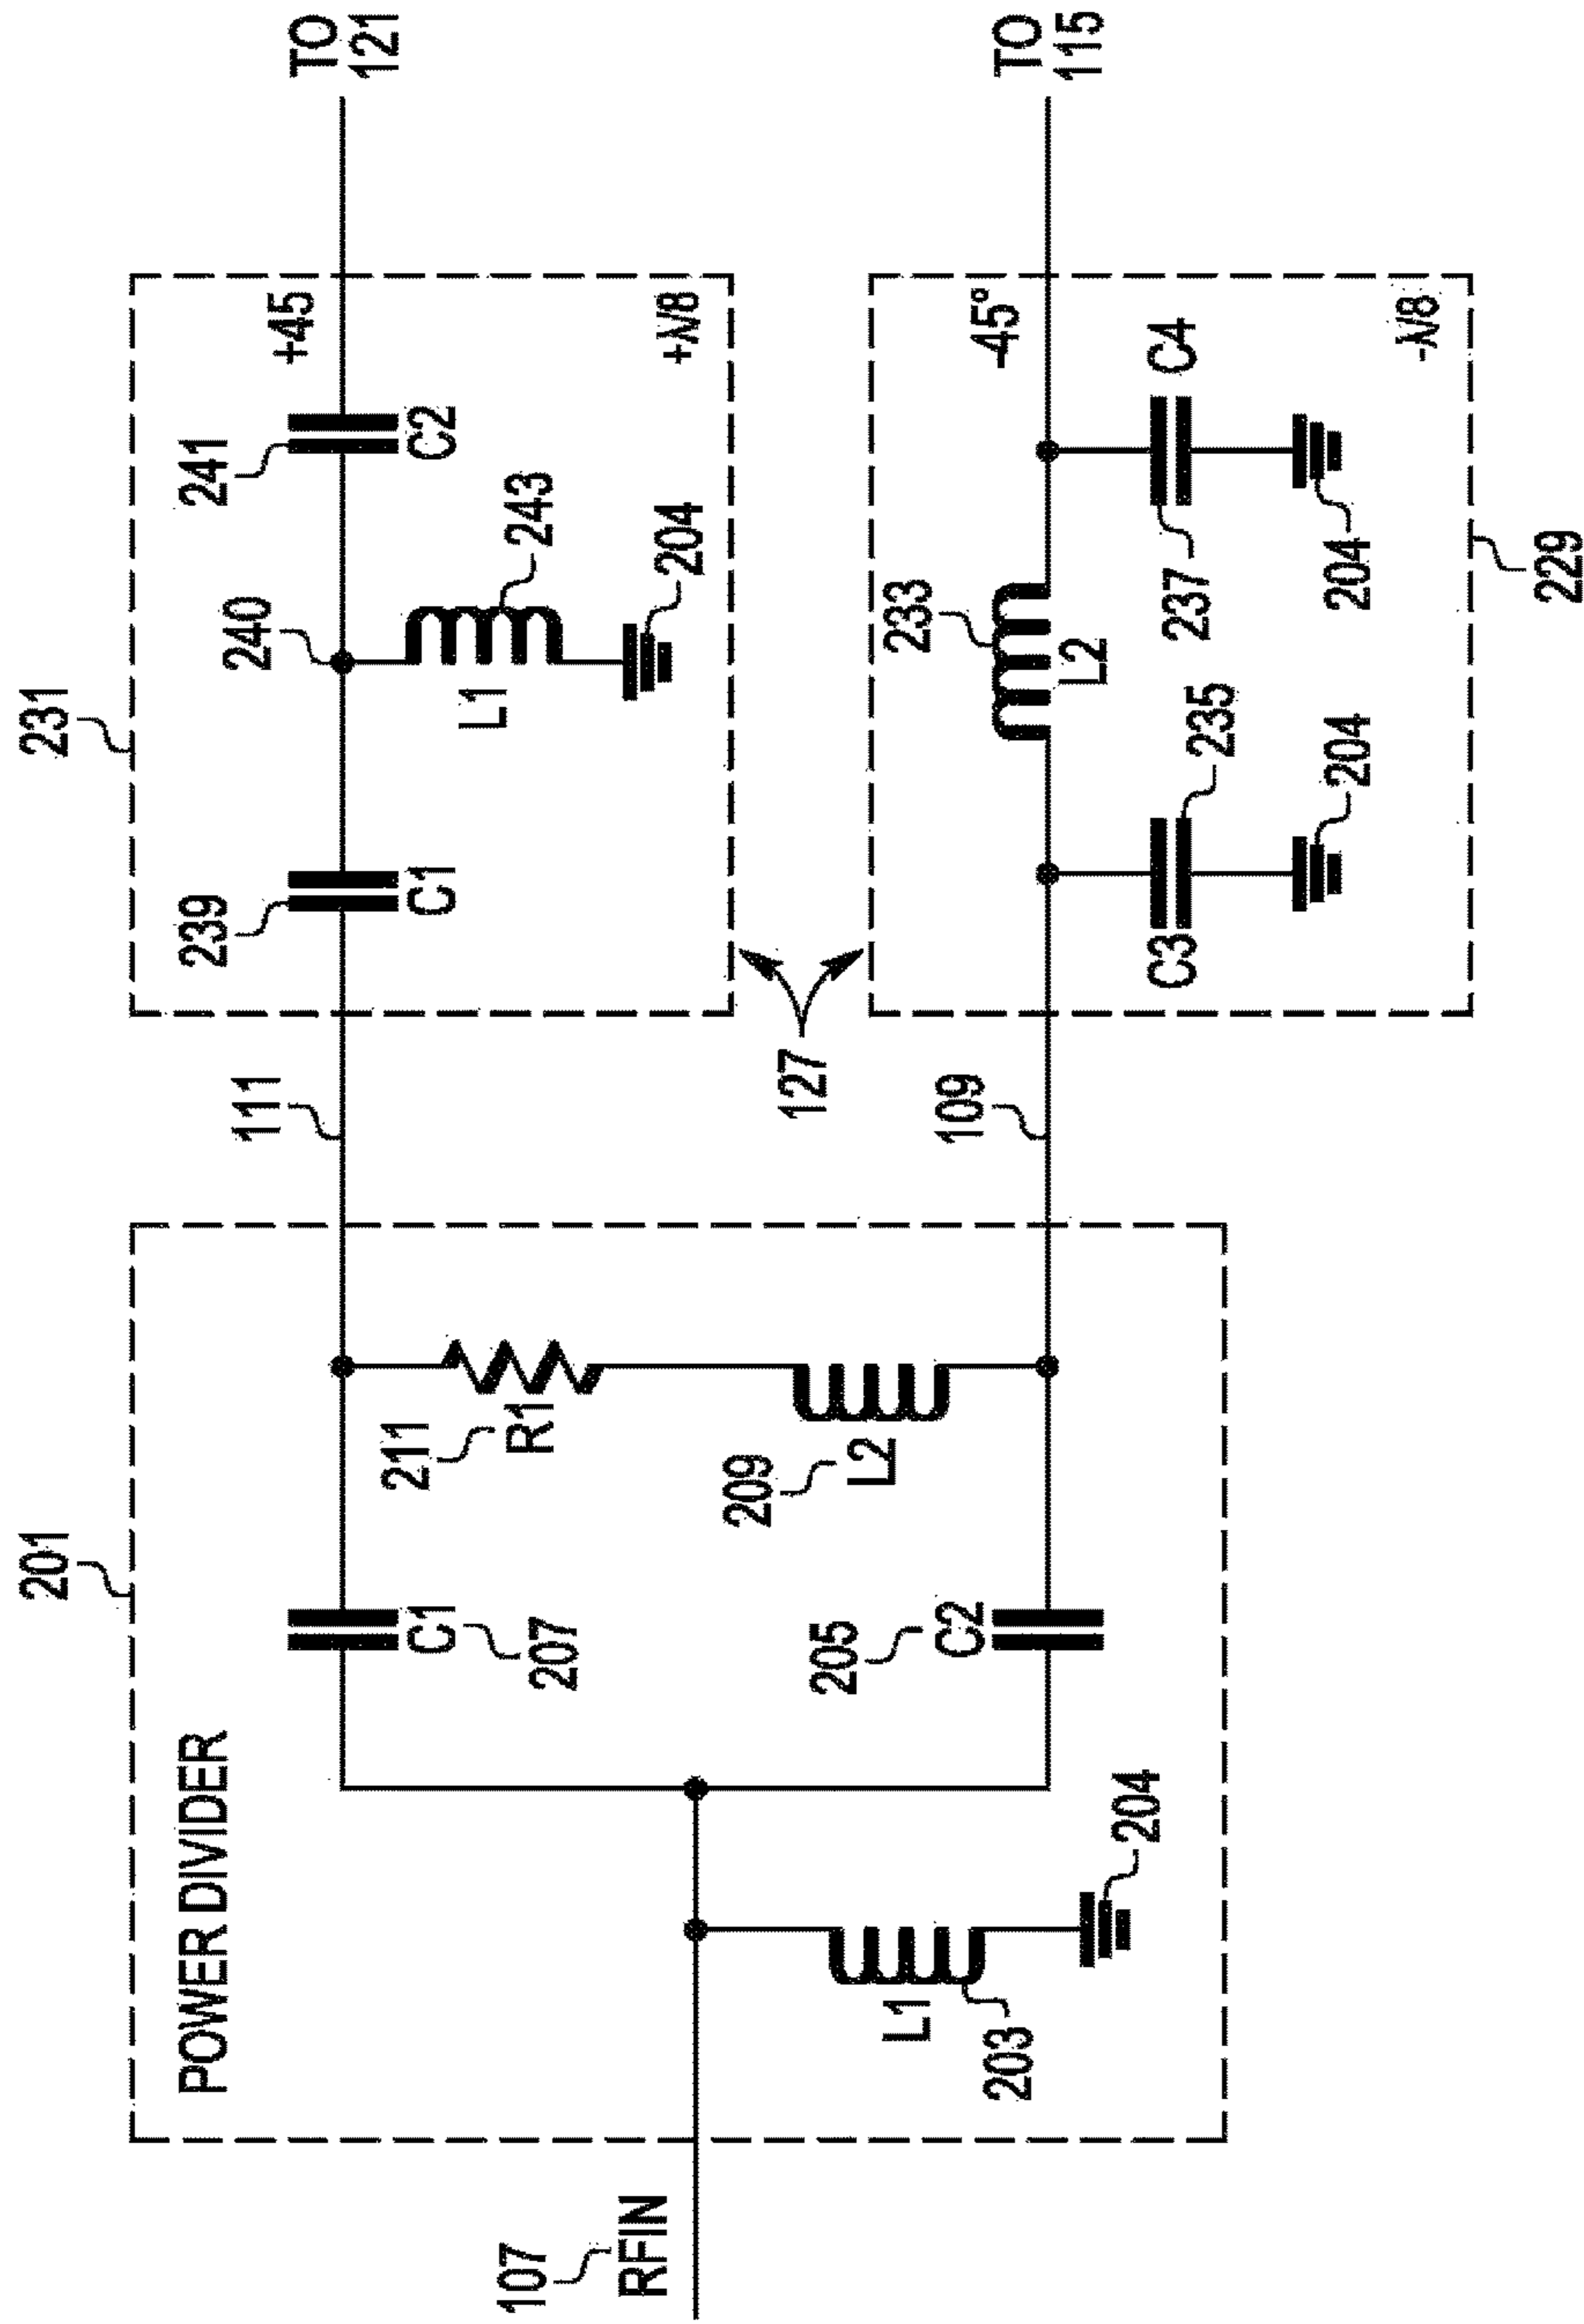 201
231
POWER DIVIDER
207
C1
211
R1
209
L2
205
C2
L1
203
204
107
RFIN
111
109
127
239
C1
240
241
C2
+45
L1
243
204
+λ/8
TO
121
233
L2
-45°
C3
235
204
237
C4
204
-λ/8
229
TO
115